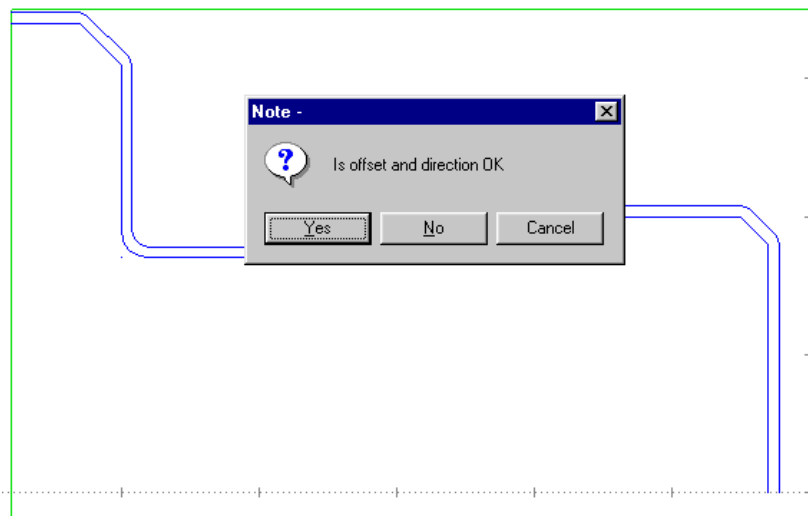 Note -
Is offset and direction OK
Yes No Cancel